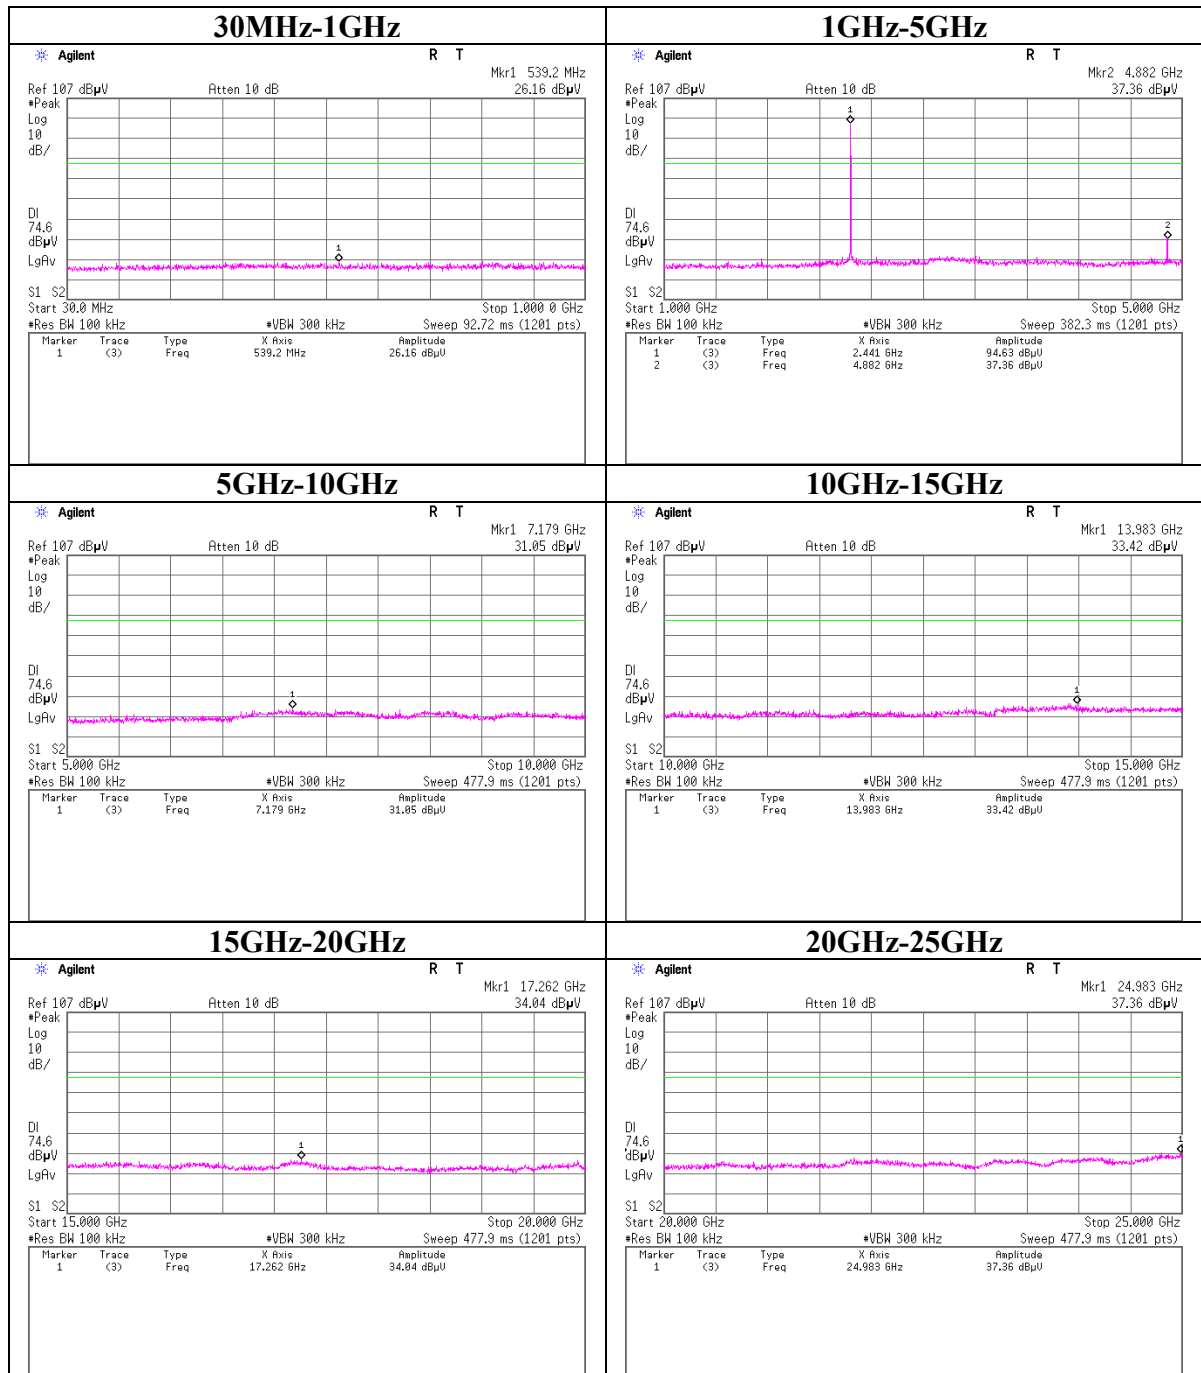 30MHz-1GHz
Agilent R T
Mkr1 539.2 MHz
Ref 107 dBµV Atten 10 dB 26.16 dBµV
#Peak
Log
10
dB/
1
DI
74.6
dBµV
LgAv
S1 S2
Start 30.0 MHz Stop 1.000 0 GHz
#Res BW 100 kHz #VBW 300 kHz Sweep 92.72 ms (1201 pts)
Marker Trace Type X Axis Amplitude
1 (3) Freq 539.2 MHz 26.16 dBµV
1GHz-5GHz
Agilent R T
Mkr2 4.882 GHz
Ref 107 dBµV Atten 10 dB 37.36 dBµV
#Peak
Log
10
dB/
1
DI
74.6
dBµV
2
LgAv
S1 S2
Start 1.000 GHz Stop 5.000 GHz
#Res BW 100 kHz #VBW 300 kHz Sweep 382.3 ms (1201 pts)
Marker Trace Type X Axis Amplitude
1 (3) Freq 2.441 GHz 94.63 dBµV
2 (3) Freq 4.882 GHz 37.36 dBµV
5GHz-10GHz
Agilent R T
Mkr1 7.179 GHz
Ref 107 dBµV Atten 10 dB 31.05 dBµV
#Peak
Log
10
dB/
DI
74.6
dBµV
1
LgAv
S1 S2
Start 5.000 GHz Stop 10.000 GHz
#Res BW 100 kHz #VBW 300 kHz Sweep 477.9 ms (1201 pts)
Marker Trace Type X Axis Amplitude
1 (3) Freq 7.179 GHz 31.05 dBµV
10GHz-15GHz
Agilent R T
Mkr1 13.983 GHz
Ref 107 dBµV Atten 10 dB 33.42 dBµV
#Peak
Log
10
dB/
DI
74.6
dBµV
1
LgAv
S1 S2
Start 10.000 GHz Stop 15.000 GHz
#Res BW 100 kHz #VBW 300 kHz Sweep 477.9 ms (1201 pts)
Marker Trace Type X Axis Amplitude
1 (3) Freq 13.983 GHz 33.42 dBµV
15GHz-20GHz
Agilent R T
Mkr1 17.262 GHz
Ref 107 dBµV Atten 10 dB 34.04 dBµV
#Peak
Log
10
dB/
DI
74.6
dBµV
1
LgAv
S1 S2
Start 15.000 GHz Stop 20.000 GHz
#Res BW 100 kHz #VBW 300 kHz Sweep 477.9 ms (1201 pts)
Marker Trace Type X Axis Amplitude
1 (3) Freq 17.262 GHz 34.04 dBµV
20GHz-25GHz
Agilent R T
Mkr1 24.983 GHz
Ref 107 dBµV Atten 10 dB 37.36 dBµV
#Peak
Log
10
dB/
DI
74.6
dBµV
1
LgAv
S1 S2
Start 20.000 GHz Stop 25.000 GHz
#Res BW 100 kHz #VBW 300 kHz Sweep 477.9 ms (1201 pts)
Marker Trace Type X Axis Amplitude
1 (3) Freq 24.983 GHz 37.36 dBµV